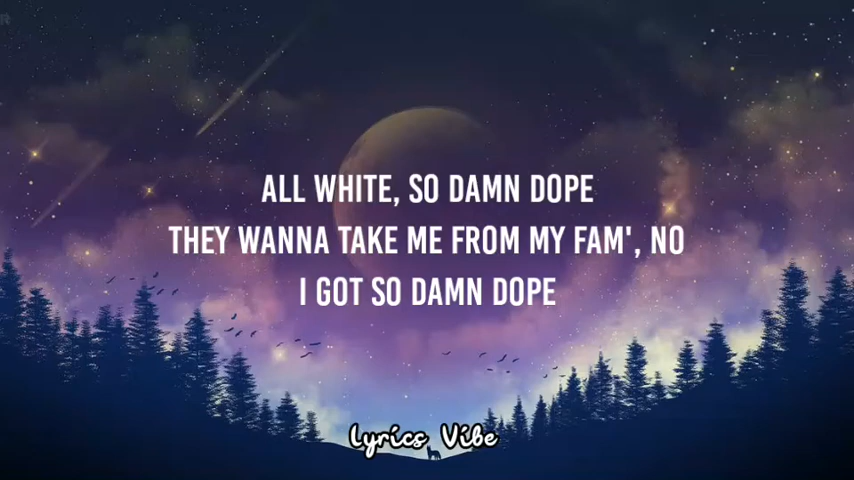 ALL WHITE, SO DAMN DOPE
THEY WANNA TAKE ME FROM MY FAM', NO
I GOT SO DAMN DOPE
Lyrics Vibe